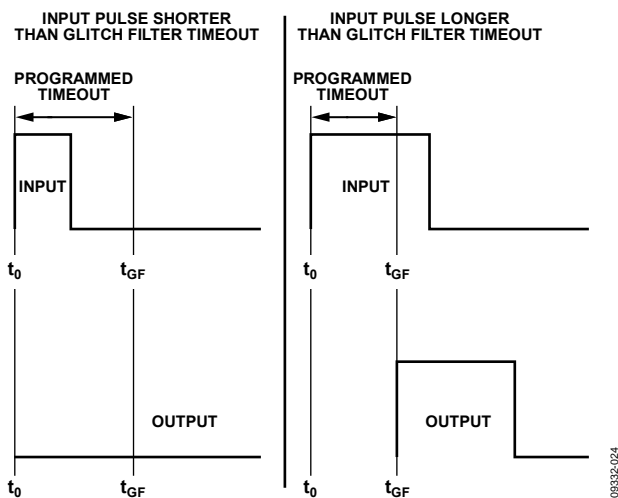 INPUT PULSE SHORTER
THAN GLITCH FILTER TIMEOUT
PROGRAMMED
TIMEOUT
INPUT
t0
tGF
OUTPUT
t0
tGF
INPUT PULSE LONGER
THAN GLITCH FILTER TIMEOUT
PROGRAMMED
TIMEOUT
INPUT
t0
tGF
OUTPUT
t0
tGF
09332-024